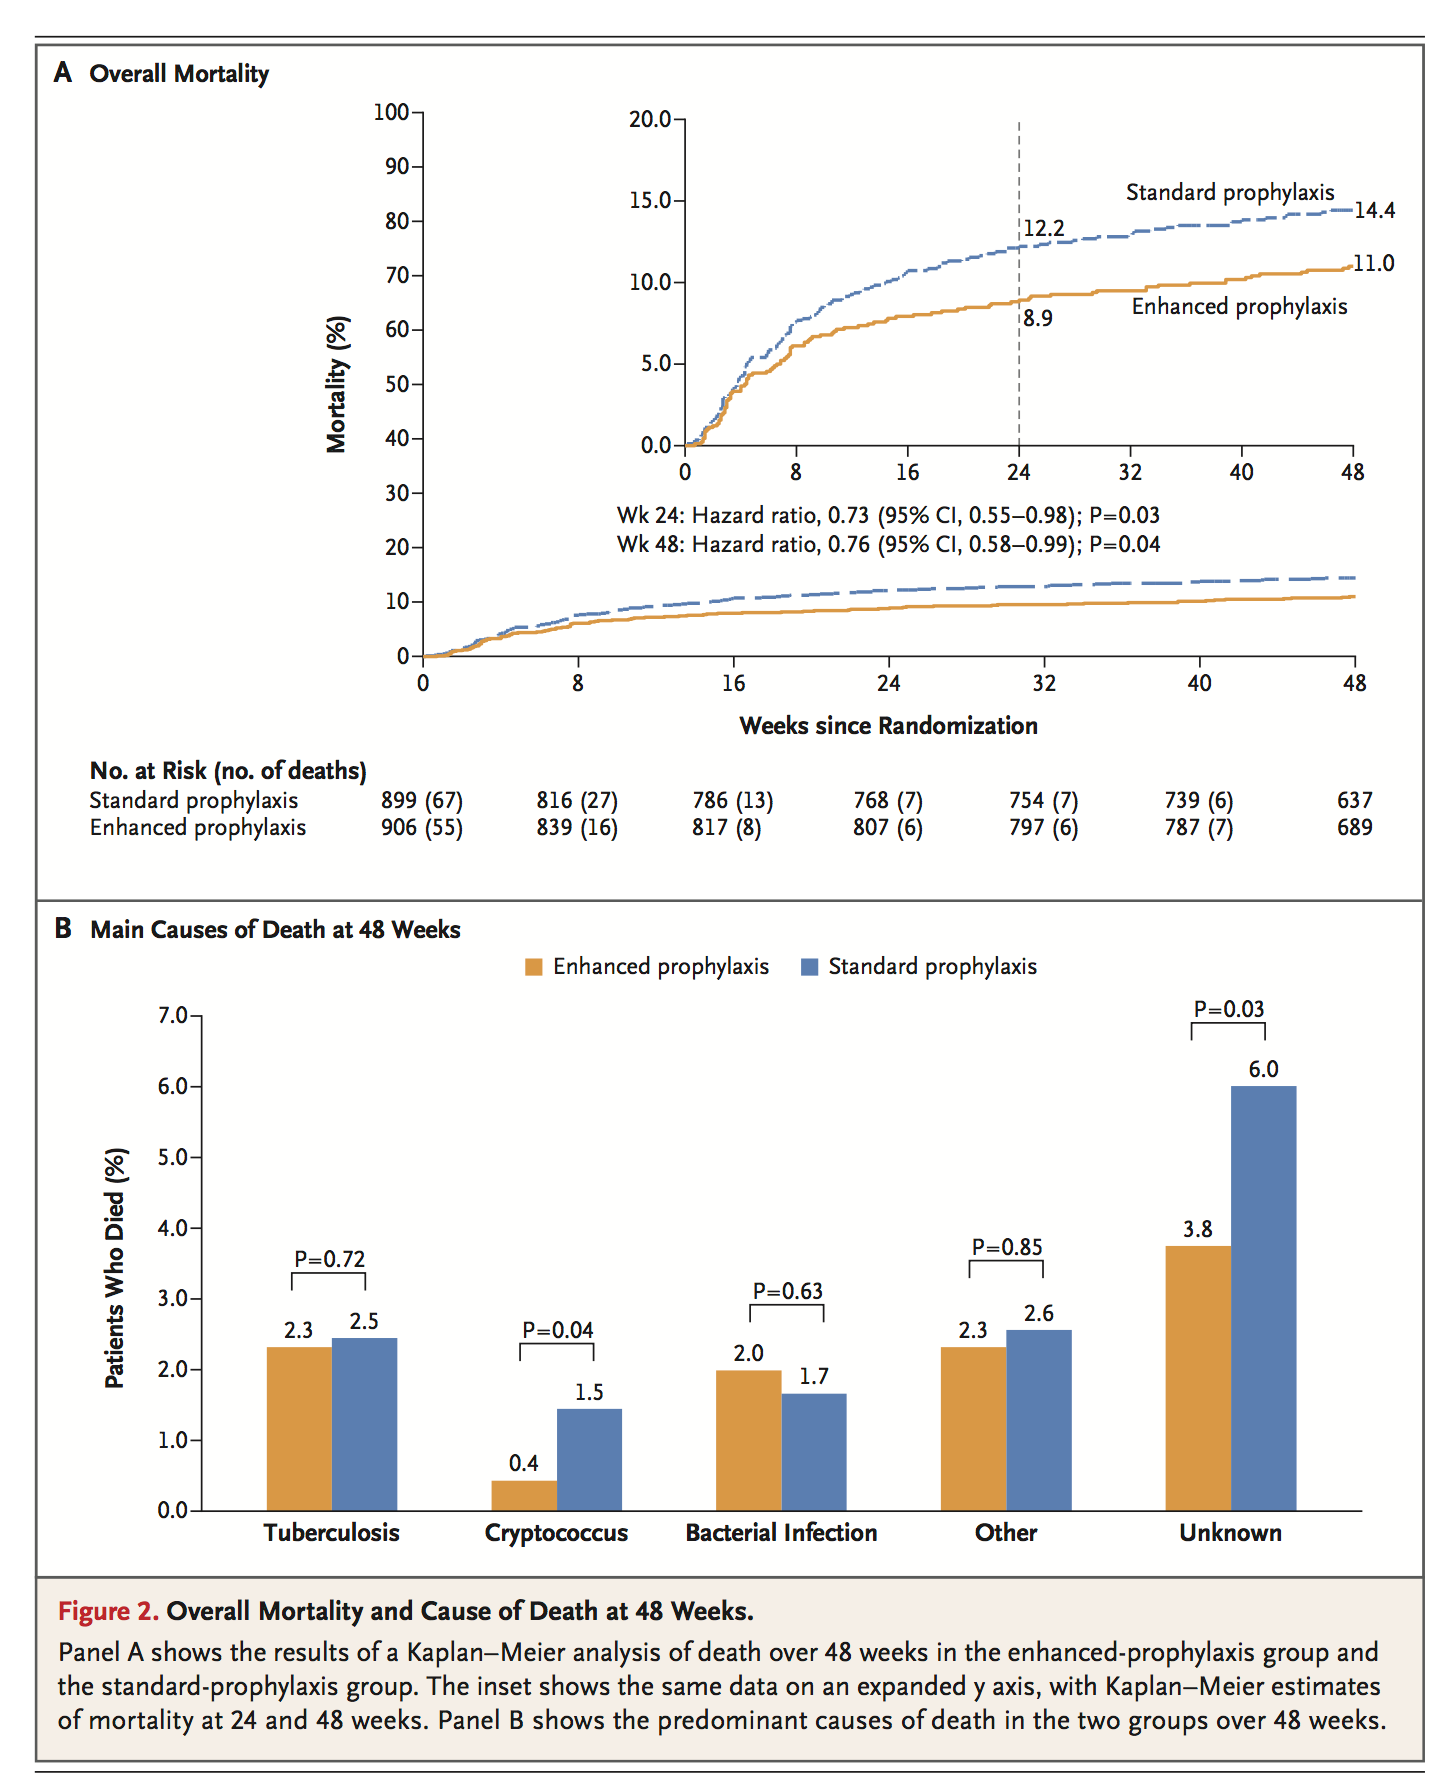 A Overall Mortality
Mortality (%)
100
90
80
70
60
50
40
30
20
10
0
0 8 16 24 32 40 48
20.0
15.0
10.0
5.0
0.0
0 8 16 24 32 40 48
Standard prophylaxis
14.4
12.2
11.0
Enhanced prophylaxis
8.9
Wk 24: Hazard ratio, 0.73 (95% CI, 0.55–0.98); P=0.03
Wk 48: Hazard ratio, 0.76 (95% CI, 0.58–0.99); P=0.04
Weeks since Randomization
No. at Risk (no. of deaths)
Standard prophylaxis 899 (67) 816 (27) 786 (13) 768 (7) 754 (7) 739 (6) 637
Enhanced prophylaxis 906 (55) 839 (16) 817 (8) 807 (6) 797 (6) 787 (7) 689
B Main Causes of Death at 48 Weeks
Enhanced prophylaxis Standard prophylaxis
Patients Who Died (%)
7.0
6.0
5.0
4.0
3.0
2.0
1.0
0.0
P=0.72
2.3 2.5
P=0.04
0.4 1.5
P=0.63
2.0 1.7
P=0.85
2.3 2.6
P=0.03
3.8 6.0
Tuberculosis Cryptococcus Bacterial Infection Other Unknown
Figure 2. Overall Mortality and Cause of Death at 48 Weeks.
Panel A shows the results of a Kaplan–Meier analysis of death over 48 weeks in the enhanced-prophylaxis group and
the standard-prophylaxis group. The inset shows the same data on an expanded y axis, with Kaplan–Meier estimates
of mortality at 24 and 48 weeks. Panel B shows the predominant causes of death in the two groups over 48 weeks.